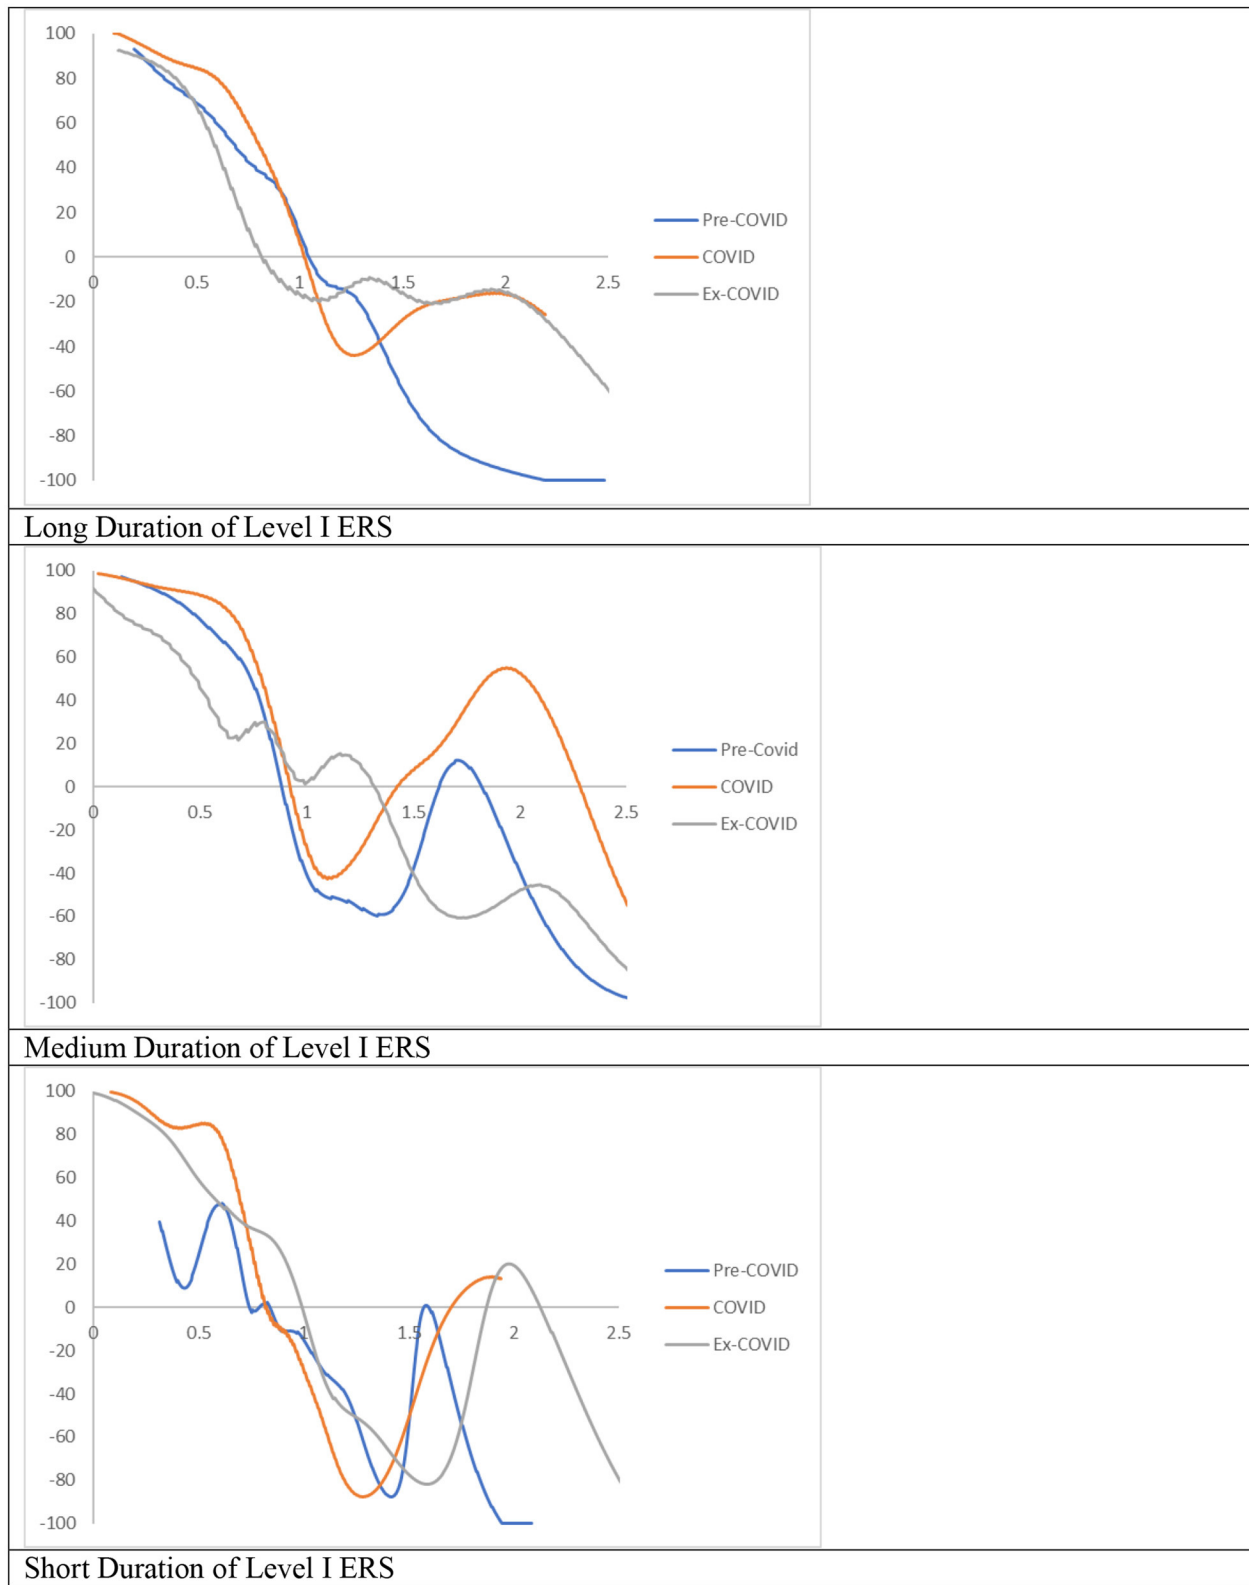 100
80
60
40
20
0
-20
-40
-60
-80
-100
0 0.5 1 1.5 2 2.5
Pre-COVID
COVID
Ex-COVID
Long Duration of Level I ERS
100
80
60
40
20
0
-20
-40
-60
-80
-100
0 0.5 1 1.5 2 2.5
Pre-Covid
COVID
Ex-COVID
Medium Duration of Level I ERS
100
80
60
40
20
0
-20
-40
-60
-80
-100
0 0.5 1 1.5 2 2.5
Pre-COVID
COVID
Ex-COVID
Short Duration of Level I ERS